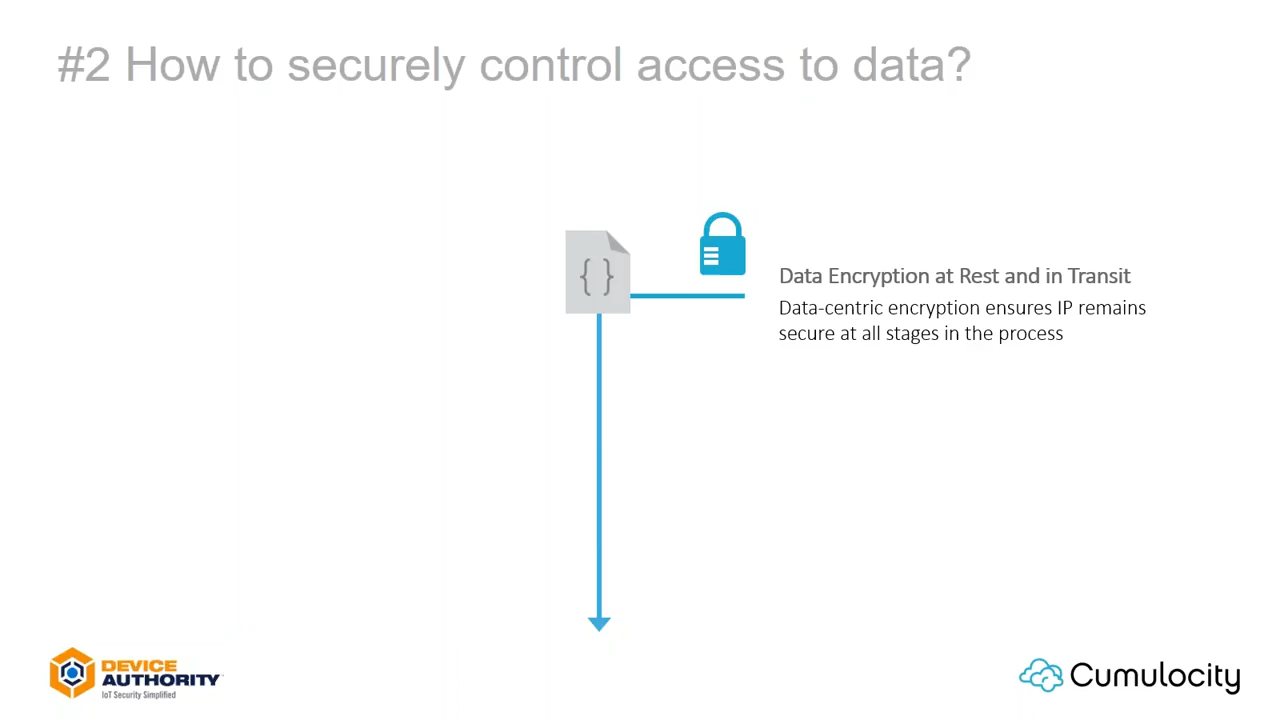 #2 How to securely control access to data?
{ }
Data Encryption at Rest and in Transit
Data-centric encryption ensures IP remains
secure at all stages in the process
DEVICE
AUTHORITY
IoT Security Simplified
Cumulocity